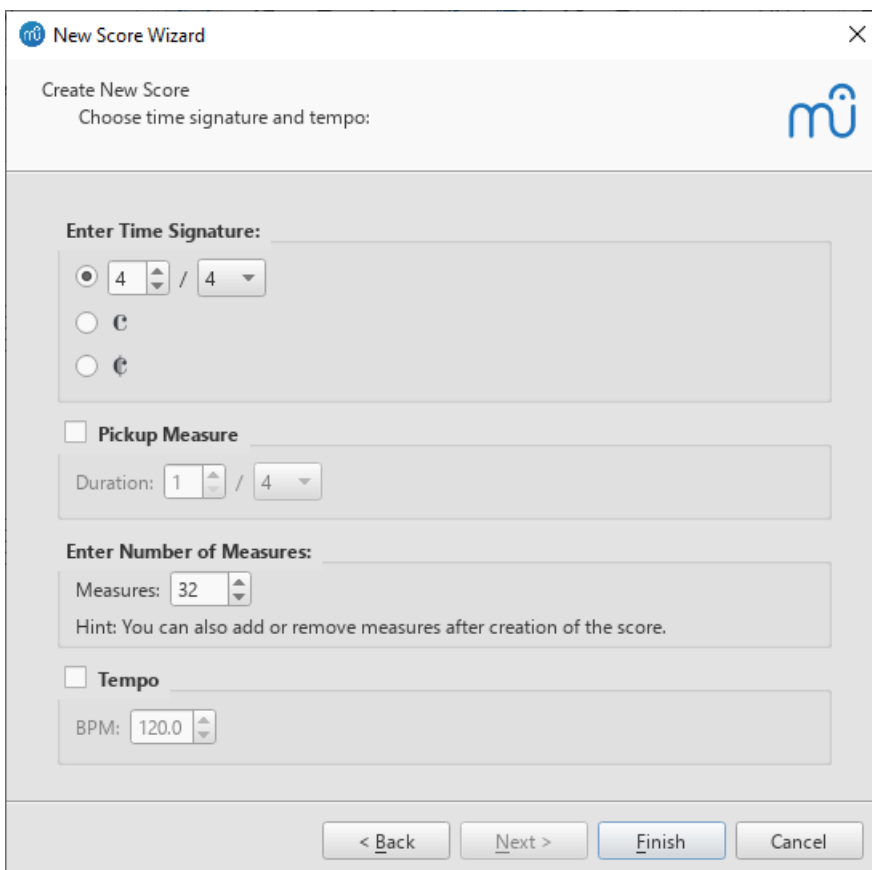 New Score Wizard
Create New Score
Choose time signature and tempo:
Enter Time Signature:
4 / 4
𝄴
𝄵
Pickup Measure
Duration: 1 / 4
Enter Number of Measures:
Measures: 32
Hint: You can also add or remove measures after creation of the score.
Tempo
BPM: 120.0
< Back Next > Finish Cancel